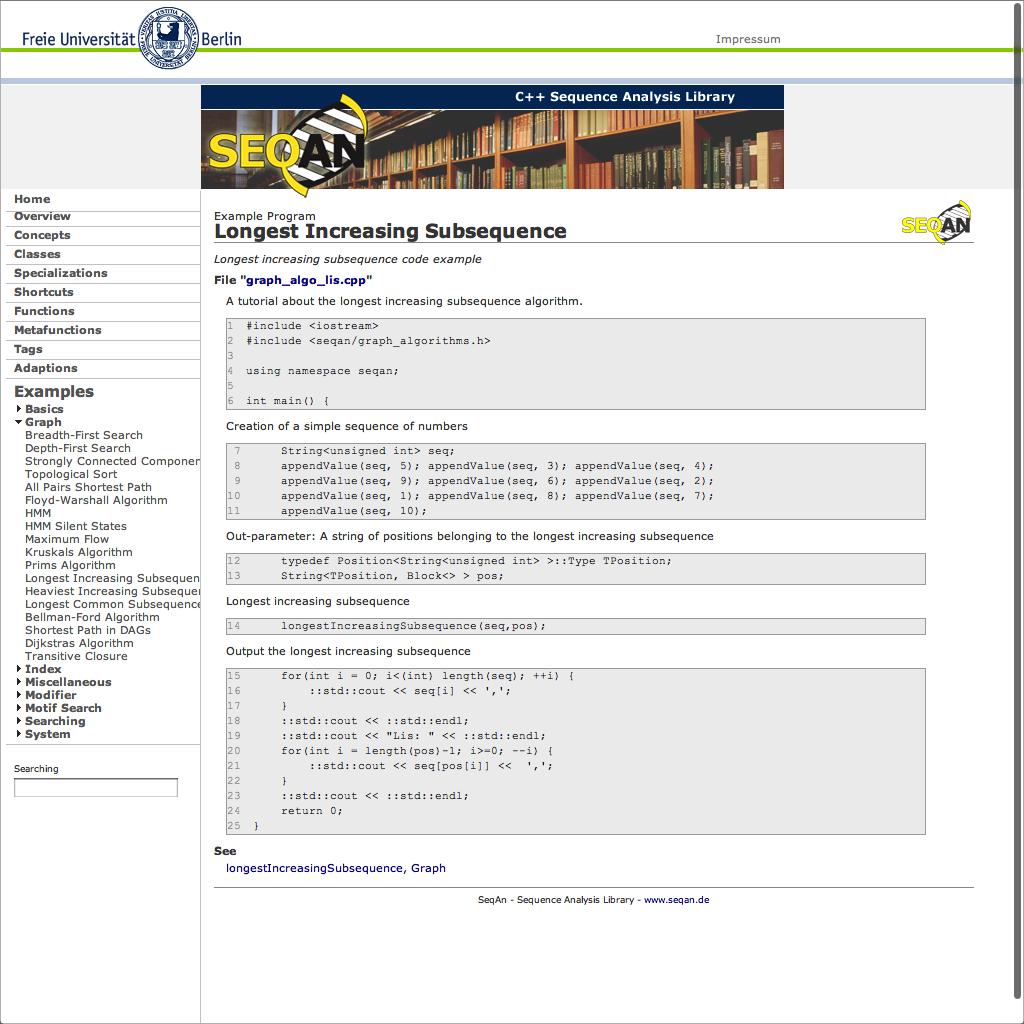 Freie Universität Berlin
Impressum
C++ Sequence Analysis Library
SEQAN
Home
Overview
Concepts
Classes
Specializations
Shortcuts
Functions
Metafunctions
Tags
Adaptions
Examples
Basics
Graph
Breadth-First Search
Depth-First Search
Strongly Connected Componen
Topological Sort
All Pairs Shortest Path
Floyd-Warshall Algorithm
HMM
HMM Silent States
Maximum Flow
Kruskals Algorithm
Prims Algorithm
Longest Increasing Subsequen
Heaviest Increasing Subsequen
Longest Common Subsequence
Bellman-Ford Algorithm
Shortest Path in DAGs
Dijkstras Algorithm
Transitive Closure
Index
Miscellaneous
Modifier
Motif Search
Searching
System
Searching
Example Program
Longest Increasing Subsequence
SEQAN
Longest increasing subsequence code example
File "graph_algo_lis.cpp"
A tutorial about the longest increasing subsequence algorithm.
1 #include <iostream>
2 #include <seqan/graph_algorithms.h>
3
4 using namespace seqan;
5
6 int main() {
Creation of a simple sequence of numbers
7 String<unsigned int> seq;
8 appendValue(seq, 5); appendValue(seq, 3); appendValue(seq, 4);
9 appendValue(seq, 9); appendValue(seq, 6); appendValue(seq, 2);
10 appendValue(seq, 1); appendValue(seq, 8); appendValue(seq, 7);
11 appendValue(seq, 10);
Out-parameter: A string of positions belonging to the longest increasing subsequence
12 typedef Position<String<unsigned int> >::Type TPosition;
13 String<TPosition, Block<> > pos;
Longest increasing subsequence
14 longestIncreasingSubsequence(seq,pos);
Output the longest increasing subsequence
15 for(int i = 0; i<(int) length(seq); ++i) {
16 ::std::cout << seq[i] << ',';
17 }
18 ::std::cout << ::std::endl;
19 ::std::cout << "Lis: " << ::std::endl;
20 for(int i = length(pos)-1; i>=0; --i) {
21 ::std::cout << seq[pos[i]] << ',';
22 }
23 ::std::cout << ::std::endl;
24 return 0;
25 }
See
longestIncreasingSubsequence, Graph
SeqAn - Sequence Analysis Library - www.seqan.de